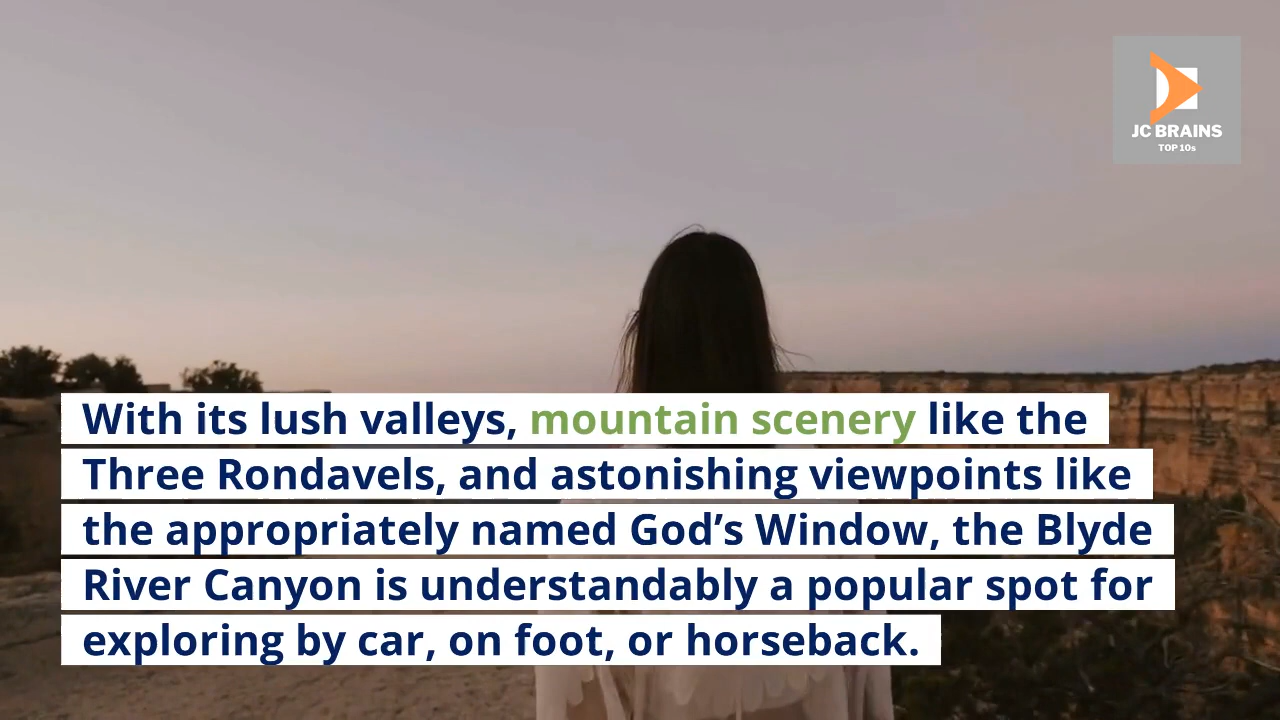 JC BRAINS
TOP 10s
With its lush valleys, mountain scenery like the
Three Rondavels, and astonishing viewpoints like
the appropriately named God’s Window, the Blyde
River Canyon is understandably a popular spot for
exploring by car, on foot, or horseback.